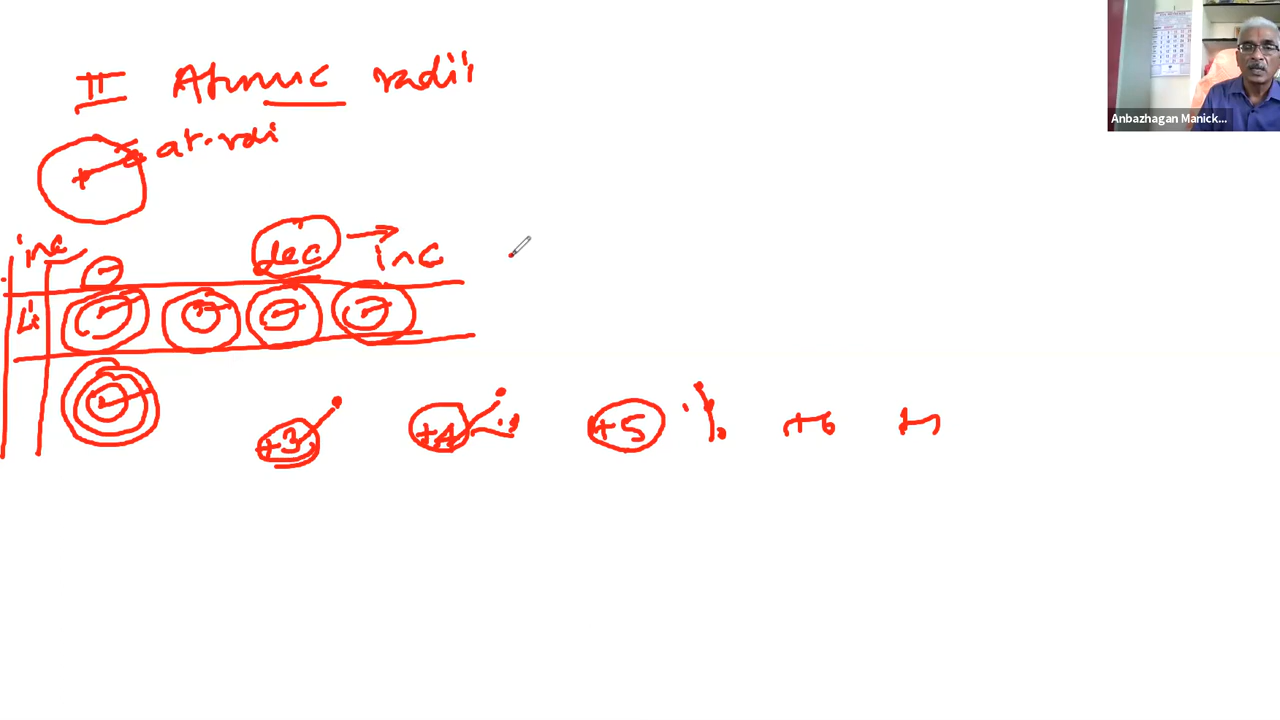 II Atomic radii
at. radi
inc
dec → inc
Li
+3 +4 +5 +6
Anbazhagan Manick...